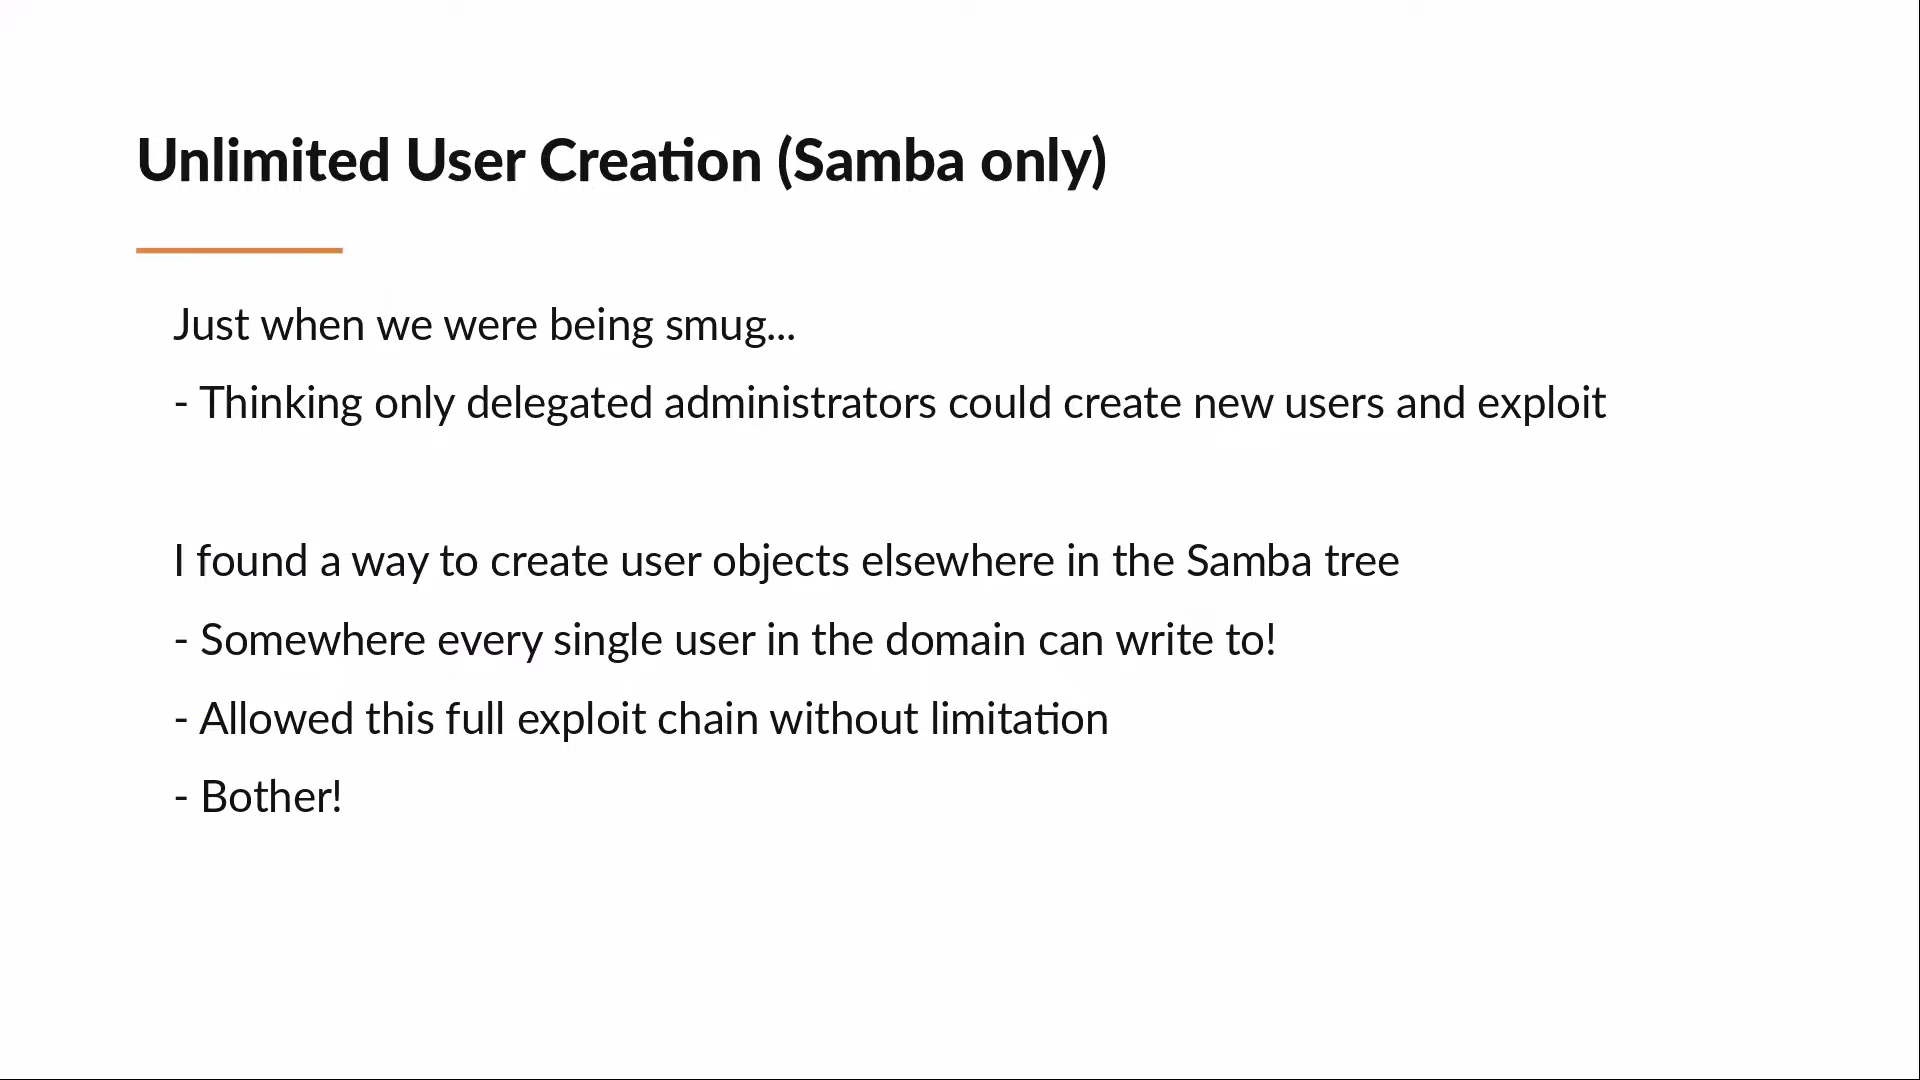 Unlimited User Creation (Samba only)
Just when we were being smug...
- Thinking only delegated administrators could create new users and exploit
I found a way to create user objects elsewhere in the Samba tree
- Somewhere every single user in the domain can write to!
- Allowed this full exploit chain without limitation
- Bother!